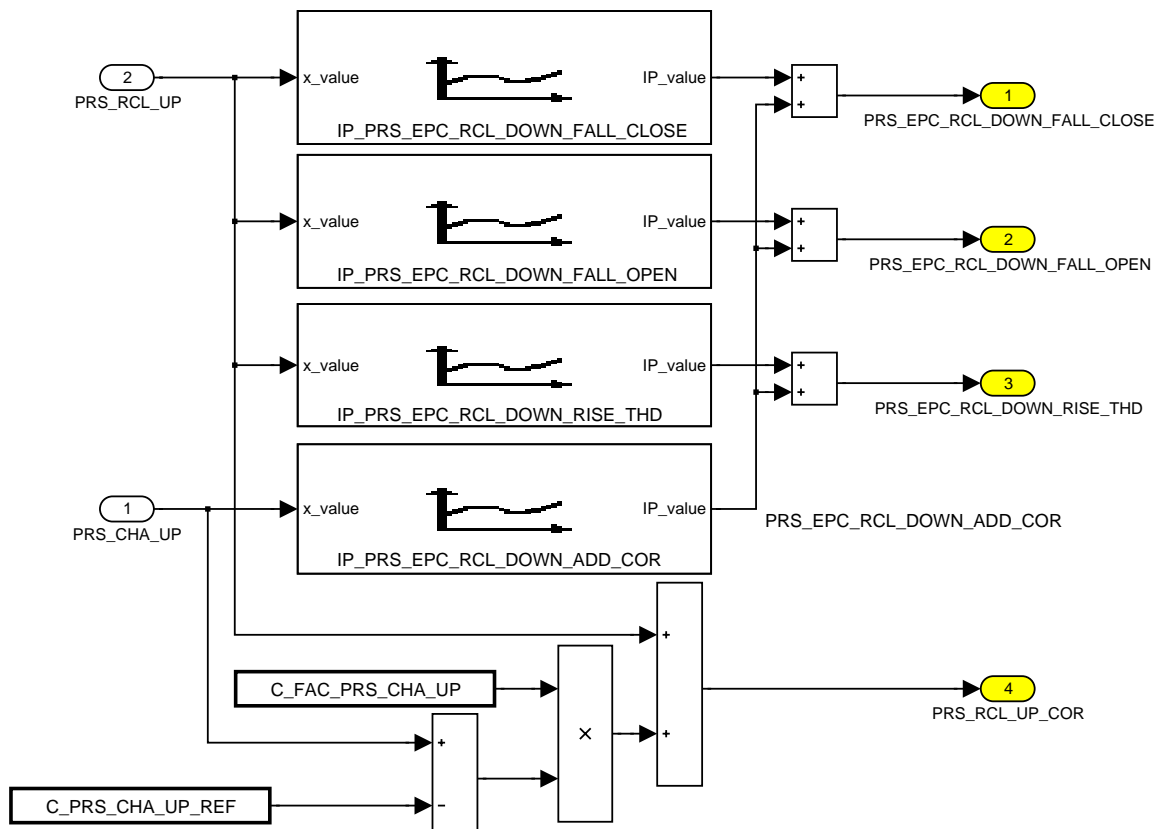 2
PRS_RCL_UP
x_value
IP_value
IP_PRS_EPC_RCL_DOWN_FALL_CLOSE
+
+
1
PRS_EPC_RCL_DOWN_FALL_CLOSE
x_value
IP_value
IP_PRS_EPC_RCL_DOWN_FALL_OPEN
+
+
2
PRS_EPC_RCL_DOWN_FALL_OPEN
x_value
IP_value
IP_PRS_EPC_RCL_DOWN_RISE_THD
+
+
3
PRS_EPC_RCL_DOWN_RISE_THD
1
PRS_CHA_UP
x_value
IP_value
IP_PRS_EPC_RCL_DOWN_ADD_COR
PRS_EPC_RCL_DOWN_ADD_COR
+
C_FAC_PRS_CHA_UP
×
+
4
PRS_RCL_UP_COR
+
−
C_PRS_CHA_UP_REF